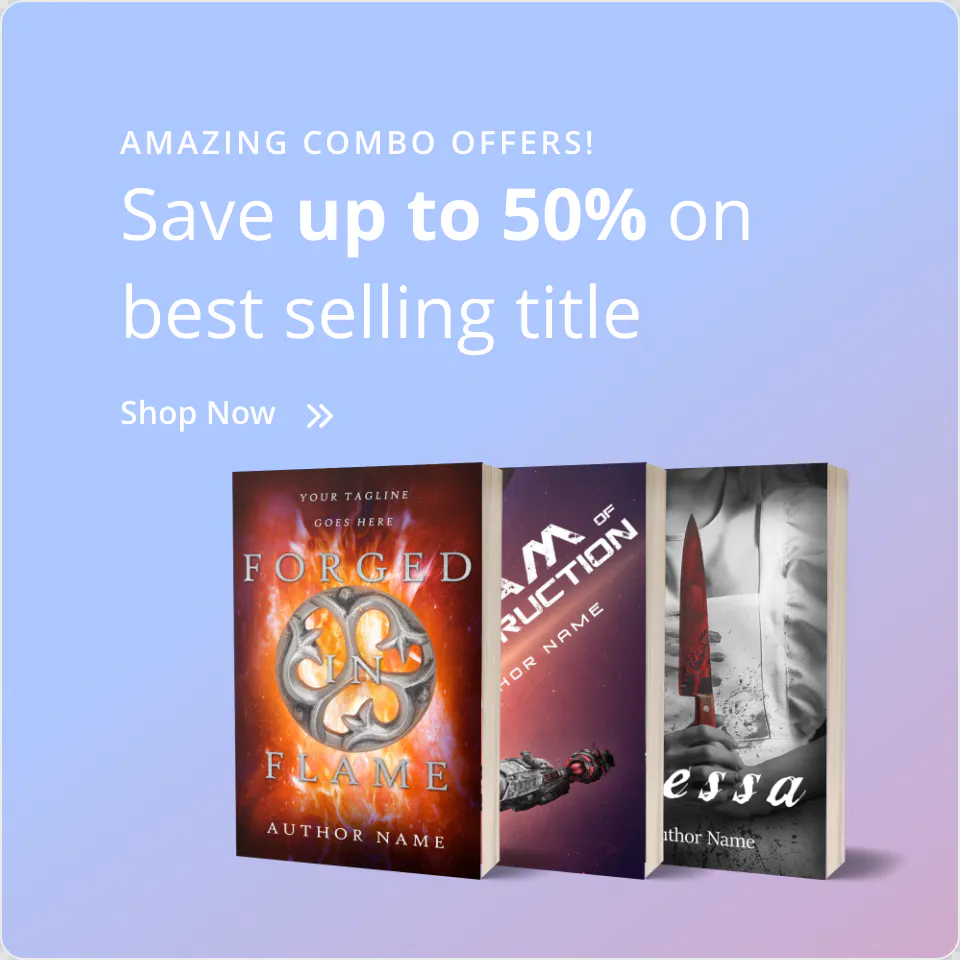 AMAZING COMBO OFFERS!
Save up to 50% on
best selling title
Shop Now
YOUR TAGLINE
GOES HERE
FORGED
IN
FLAME
AUTHOR NAME
AM OF
RUCTION
HOR NAME
essa
uthor Name